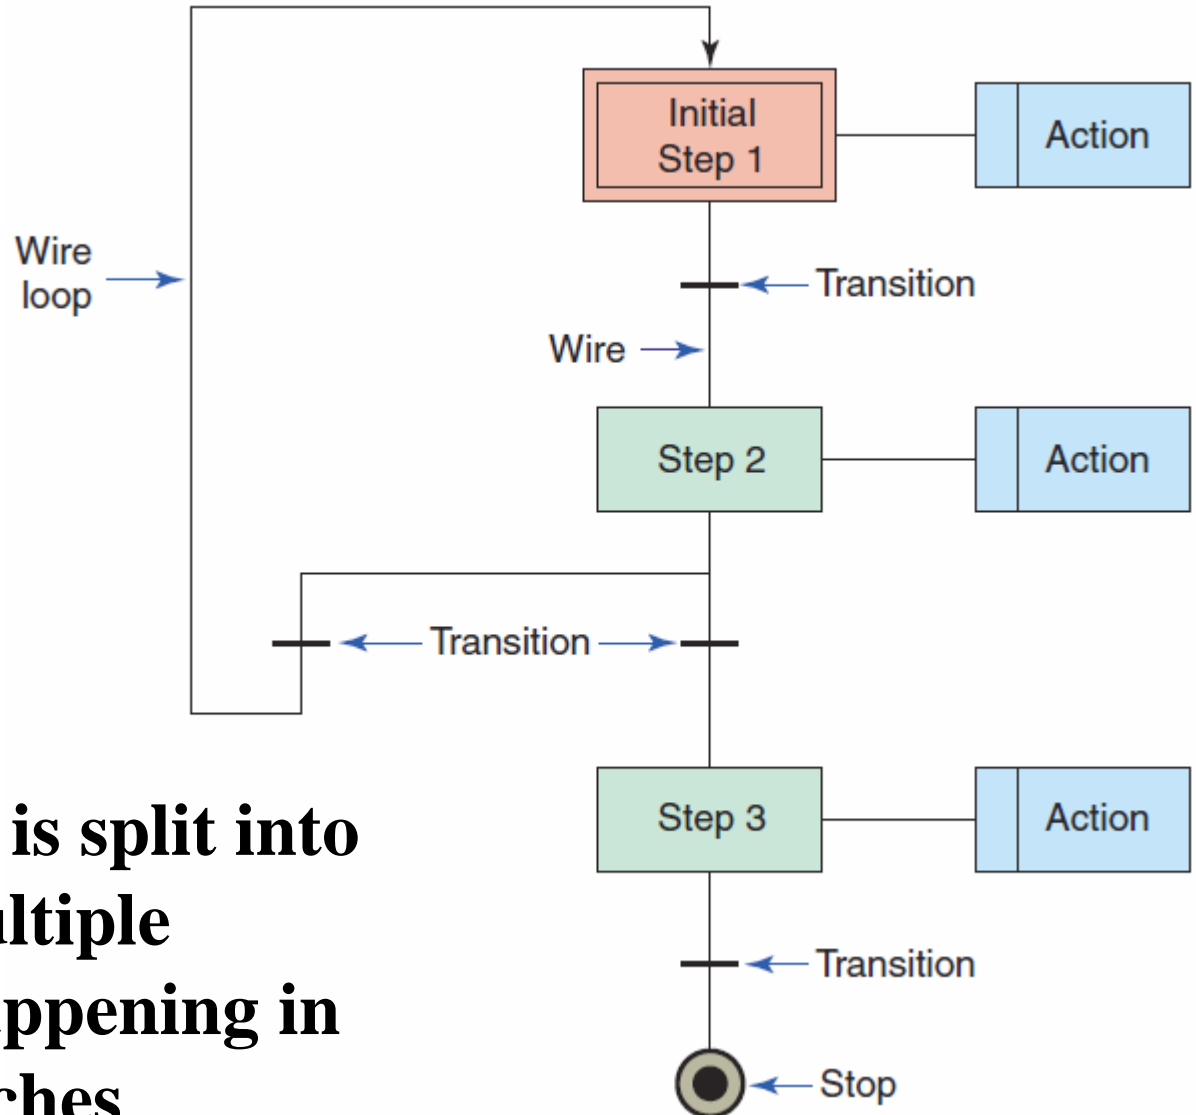 Initial
Step 1
Action
Wire
loop
Transition
Wire
Step 2
Action
Transition
Step 3
Action
is split into
ltiple
ppening in
ches
Transition
Stop